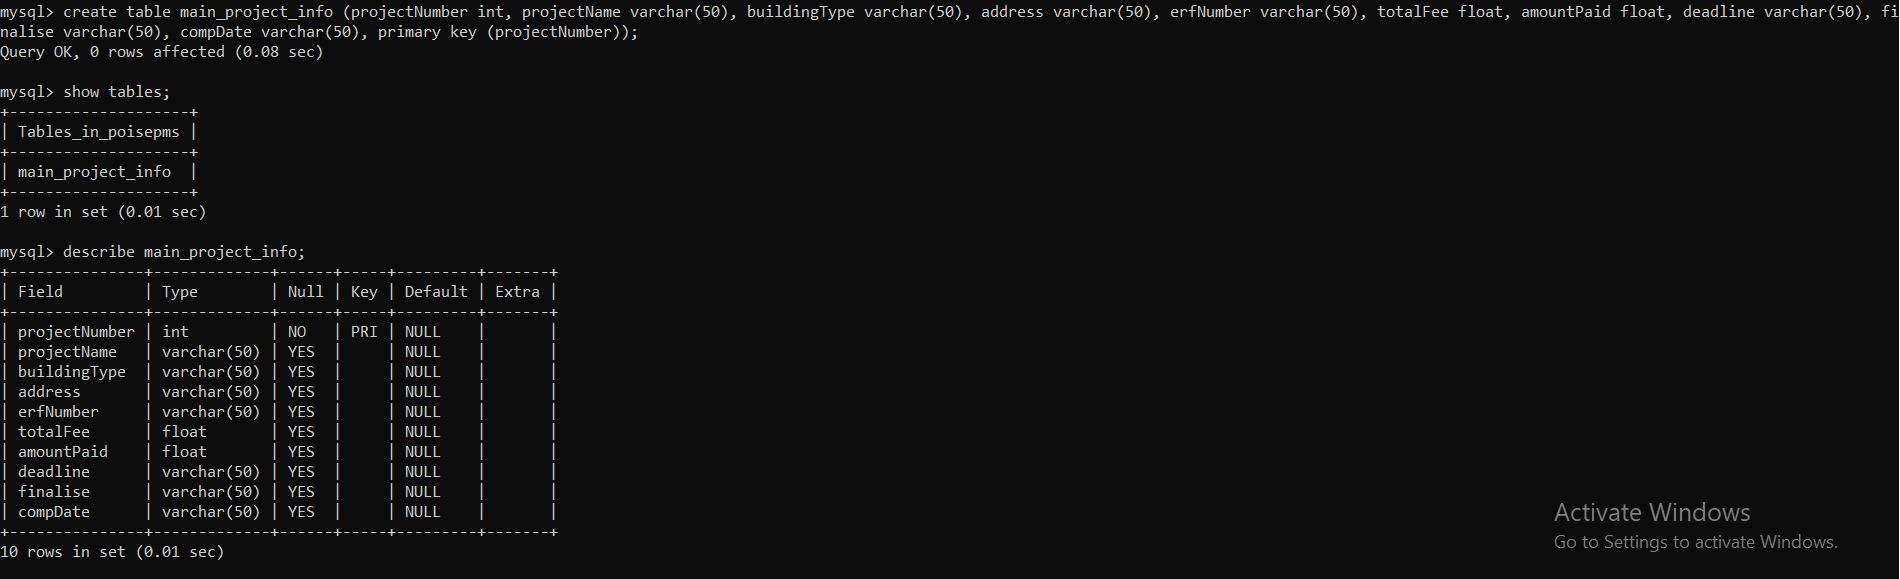 mysql> create table main_project_info (projectNumber int, projectName varchar(50), buildingType varchar(50), address varchar(50), erfNumber varchar(50), totalFee float, amountPaid float, deadline varchar(50), fi
nalise varchar(50), compDate varchar(50), primary key (projectNumber));
Query OK, 0 rows affected (0.08 sec)
mysql> show tables;
+--------------------+
| Tables_in_poisepms |
+--------------------+
| main_project_info  |
+--------------------+
1 row in set (0.01 sec)
mysql> describe main_project_info;
+---------------+-------------+------+-----+---------+-------+
| Field         | Type        | Null | Key | Default | Extra |
+---------------+-------------+------+-----+---------+-------+
| projectNumber | int         | NO   | PRI | NULL    |       |
| projectName   | varchar(50) | YES  |     | NULL    |       |
| buildingType  | varchar(50) | YES  |     | NULL    |       |
| address       | varchar(50) | YES  |     | NULL    |       |
| erfNumber     | varchar(50) | YES  |     | NULL    |       |
| totalFee      | float       | YES  |     | NULL    |       |
| amountPaid    | float       | YES  |     | NULL    |       |
| deadline      | varchar(50) | YES  |     | NULL    |       |
| finalise      | varchar(50) | YES  |     | NULL    |       |
| compDate      | varchar(50) | YES  |     | NULL    |       |
+---------------+-------------+------+-----+---------+-------+
10 rows in set (0.01 sec)
Activate Windows
Go to Settings to activate Windows.